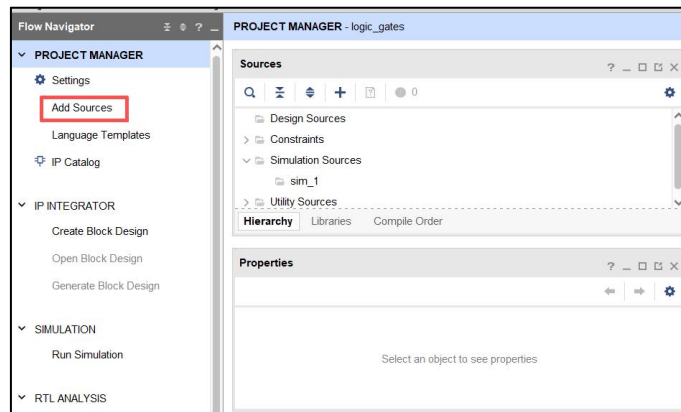 Flow Navigator ? _
PROJECT MANAGER
Settings
Add Sources
Language Templates
IP Catalog
IP INTEGRATOR
Create Block Design
Open Block Design
Generate Block Design
SIMULATION
Run Simulation
RTL ANALYSIS
PROJECT MANAGER - logic_gates
Sources ? _
0
Design Sources
Constraints
Simulation Sources
sim_1
Utility Sources
Hierarchy Libraries Compile Order
Properties ? _
Select an object to see properties